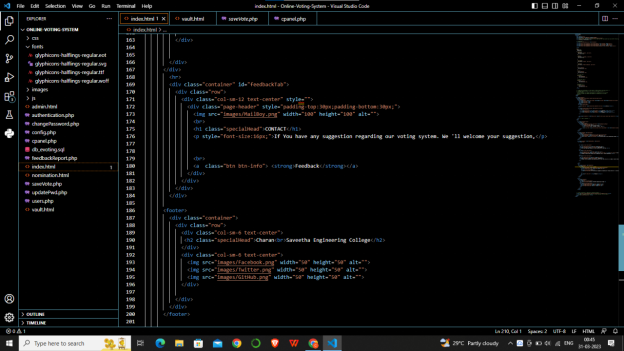 File Edit Selection View Go Run Terminal Help
index.html - Online-Voting-System - Visual Studio Code
EXPLORER
index.html 1
vault.html
saveVote.php
cpanel.php
index.html > ...
ONLINE-VOTING-SYSTEM
css
fonts
glyphicons-halflings-regular.eot
glyphicons-halflings-regular.svg
glyphicons-halflings-regular.ttf
glyphicons-halflings-regular.woff
images
js
admin.html
authentication.php
changePassword.php
config.php
cpanel.php
db_evoting.sql
feedbackReport.php
index.html 1
nomination.html
saveVote.php
updatePwd.php
users.php
vault.html
OUTLINE
TIMELINE
163 </div>
164
165
166 </div>
167 </div>
168 <hr>
169 <div class="container" id="feedbackTab">
170 <div class="row">
171 <div class="col-sm-12 text-center" style="">
172 <div class="page-header" style="padding-top:30px;padding-bottom:30px;">
173 <img src="images/MailBoy.png" width="100" height="100" alt="">
174 <br>
175 <h1 class="specialHead">CONTACT</h1>
176 <p style="font-size:16px;">If You have any suggestion regarding our voting system. We 'll welcome your suggestion,</p>
177
178
179 <br>
180 <a class="btn btn-info"> <strong>Feedback</strong></a>
181 </div>
182 </div>
183 </div>
184 </div>
185
186 <footer>
187 <div class="container">
188 <div class="row">
189 <div class="col-sm-6 text-center">
190 <h2 class="specialHead">Charan<br>Saveetha Engineering College</h2>
191 </div>
192 <div class="col-sm-6 text-center">
193 <img src="images/Facebook.png" width="50" height="50" alt="">
194 <img src="images/Twitter.png" width="50" height="50" alt="">
195 <img src="images/GitHub.png" width="50" height="50" alt="">
196
197 </div>
198 </div>
199 </div>
200 </footer>
201
0 1
Ln 210, Col 1 Spaces: 2 UTF-8 LF HTML
Type here to search
29°C Partly cloudy
ENG
08:45
31-05-2023